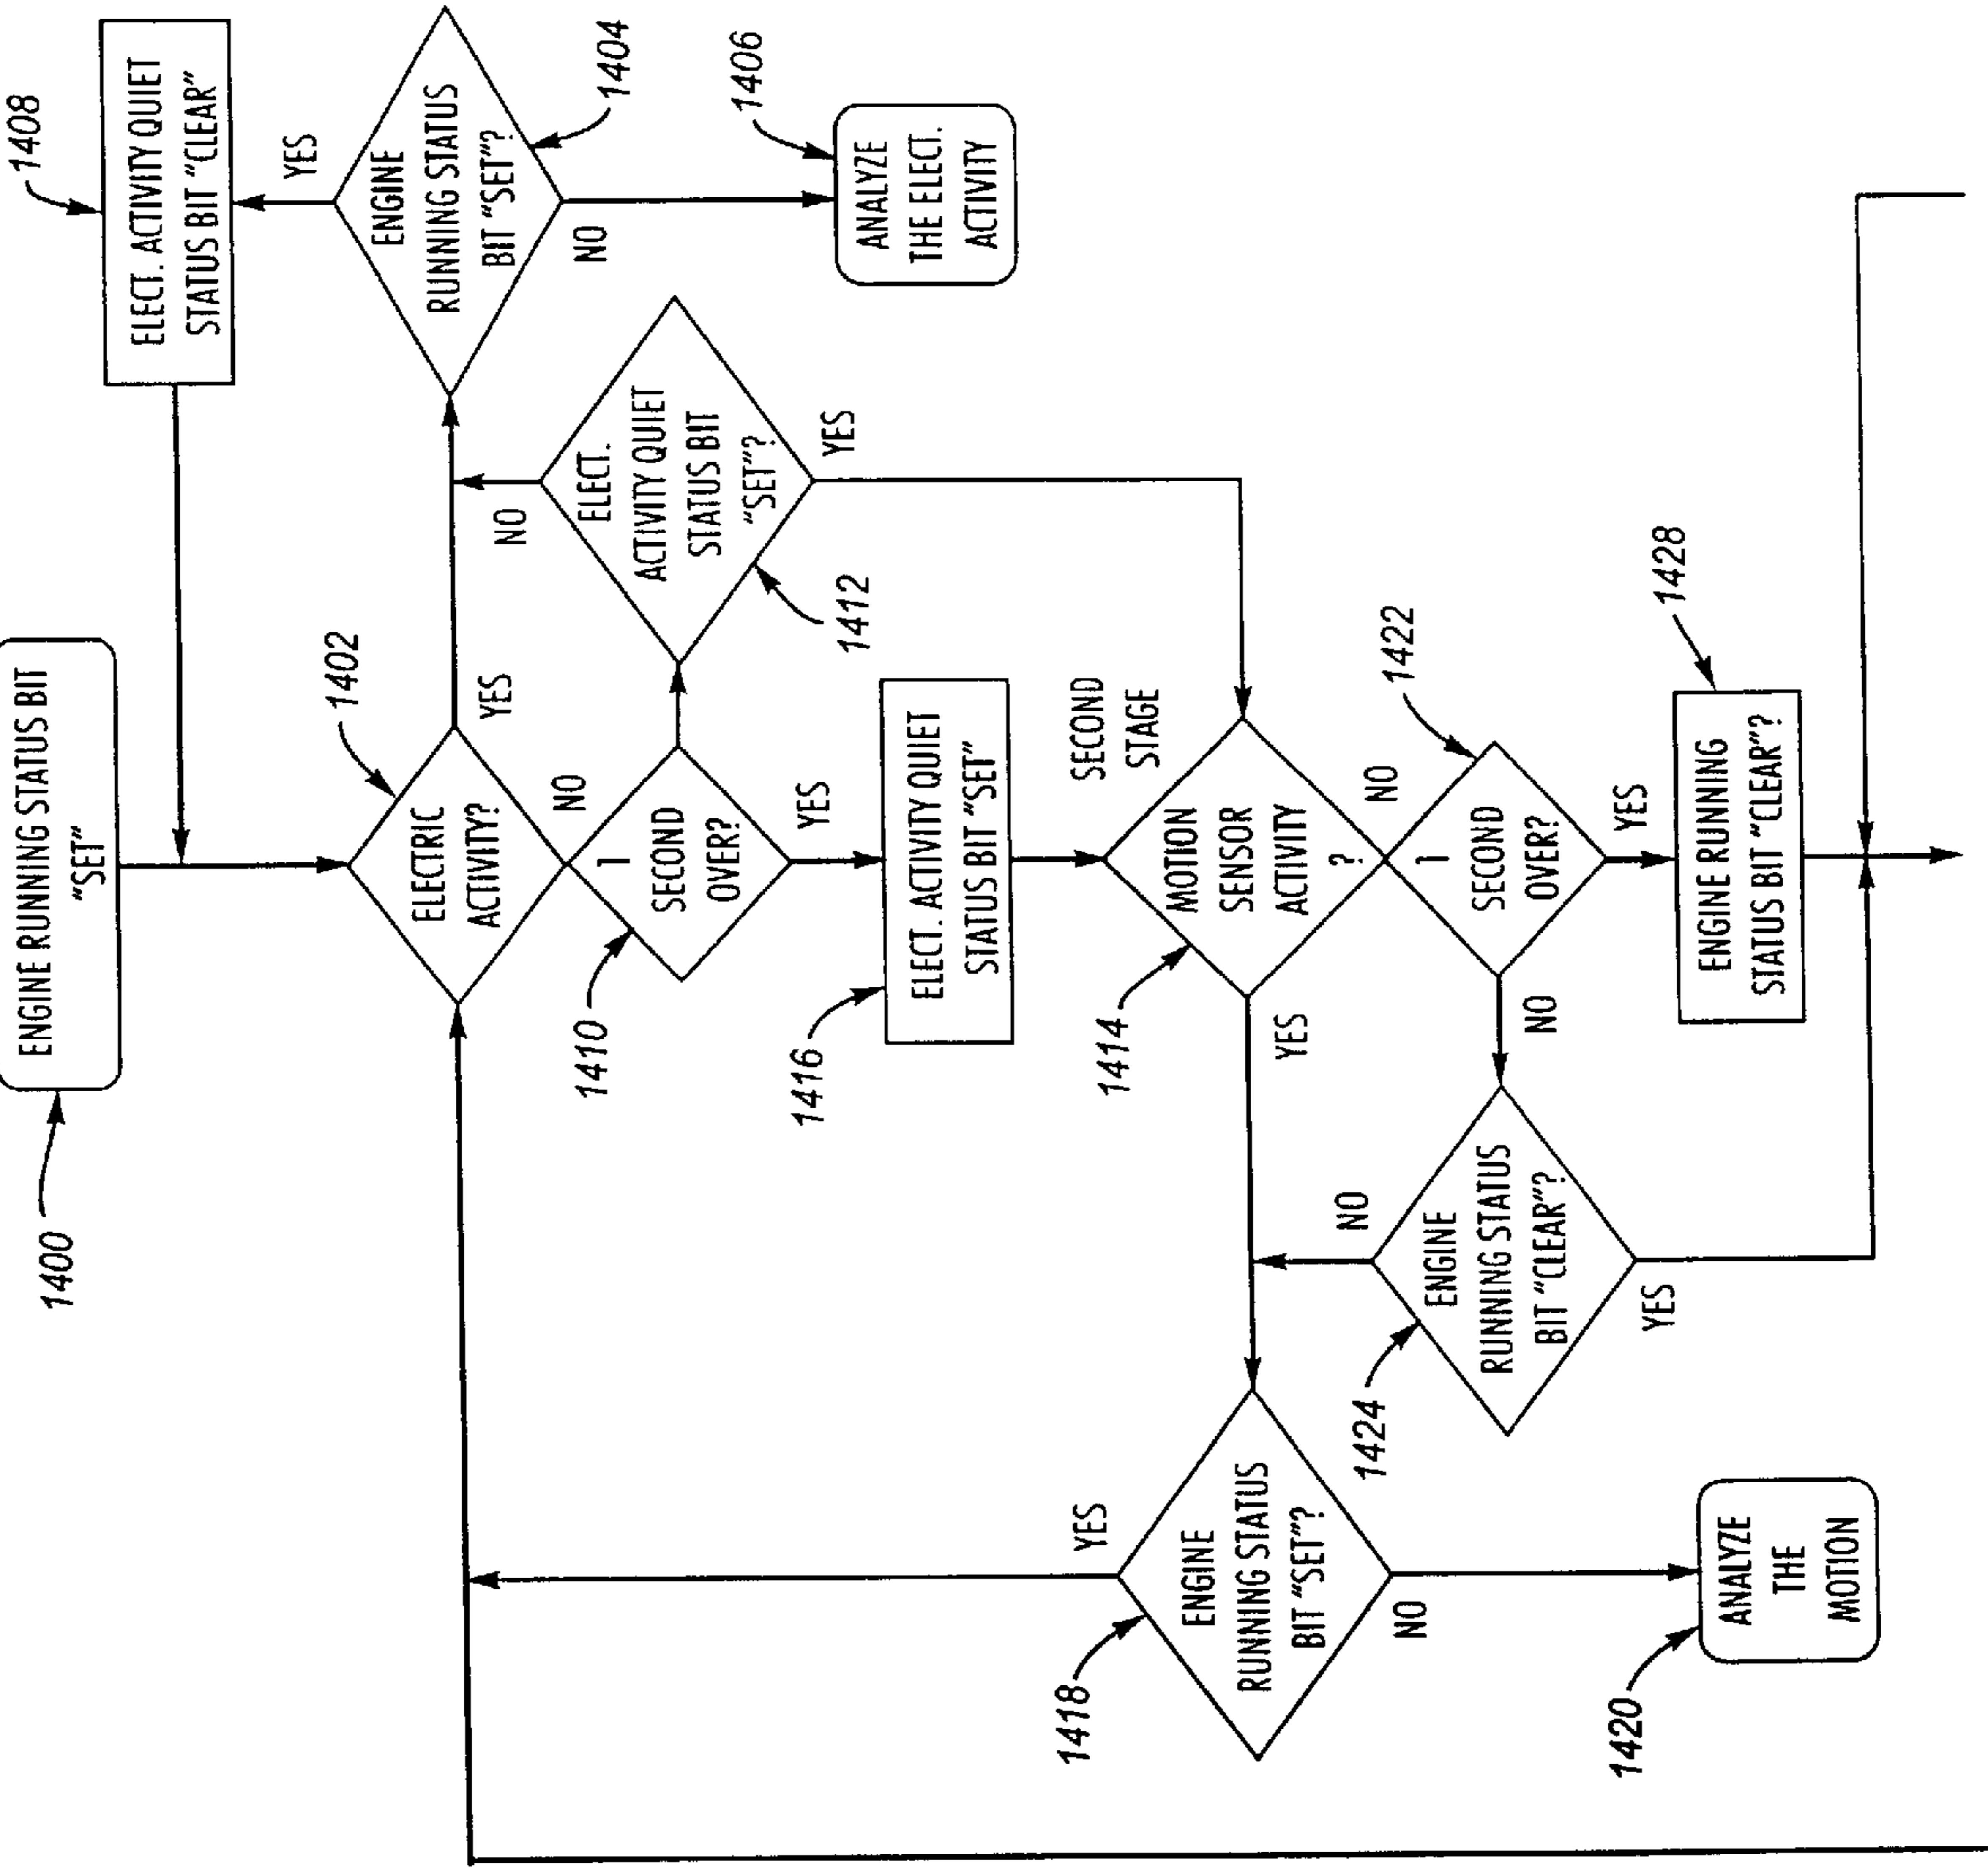 1400
ENGINE RUNNING STATUS BIT
"SET"
1408
ELECT. ACTIVITY QUIET
STATUS BIT "CLEAR"
1402
ELECTRIC
ACTIVITY?
YES
NO
YES
ENGINE
RUNNING STATUS
BIT "SET"?
1404
NO
1406
ANALYZE
THE ELECT.
ACTIVITY
1410
1
SECOND
OVER?
YES
NO
ELECT.
ACTIVITY QUIET
STATUS BIT
"SET"?
1412
YES
1416
ELECT. ACTIVITY QUIET
STATUS BIT "SET"
SECOND
STAGE
1414
MOTION
SENSOR
ACTIVITY
?
YES
NO
1418
ENGINE
RUNNING STATUS
BIT "SET"?
YES
NO
1420
ANALYZE
THE
MOTION
1422
1
SECOND
OVER?
NO
YES
1424
ENGINE
RUNNING STATUS
BIT "CLEAR"?
NO
YES
1428
ENGINE RUNNING
STATUS BIT "CLEAR"?